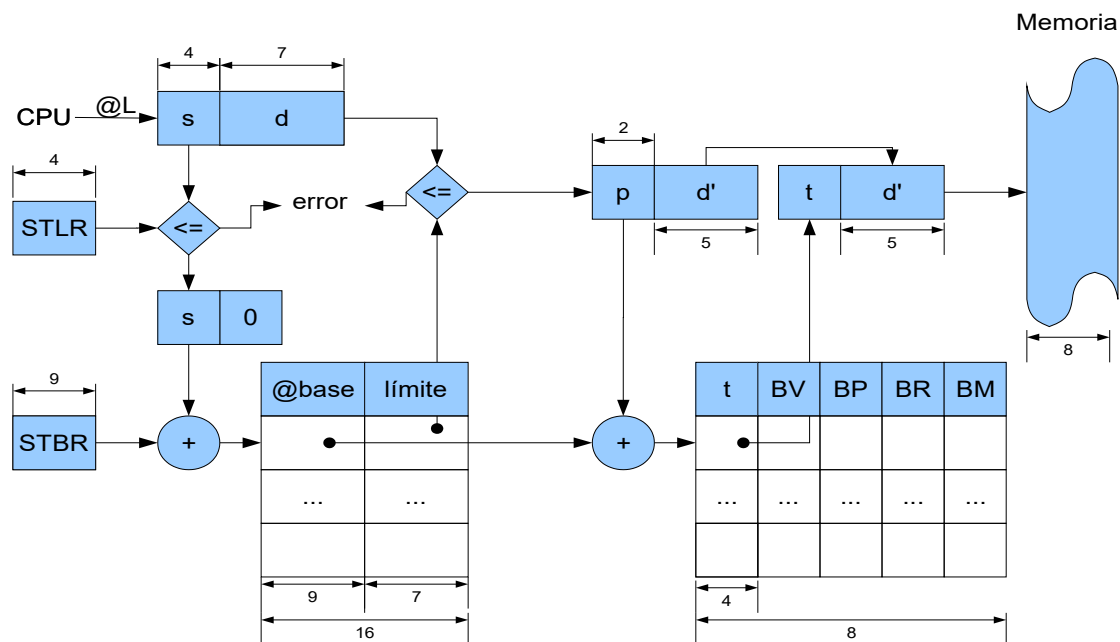 Memoria
4 7
@L
CPU s d
2
4
p d' t d'
<= error <=
STLR <=
5 5
s 0
8
9
@base límite t BV BP BR BM
STBR + +
... ... ... ... ... ... ...
9 7 4
16 8